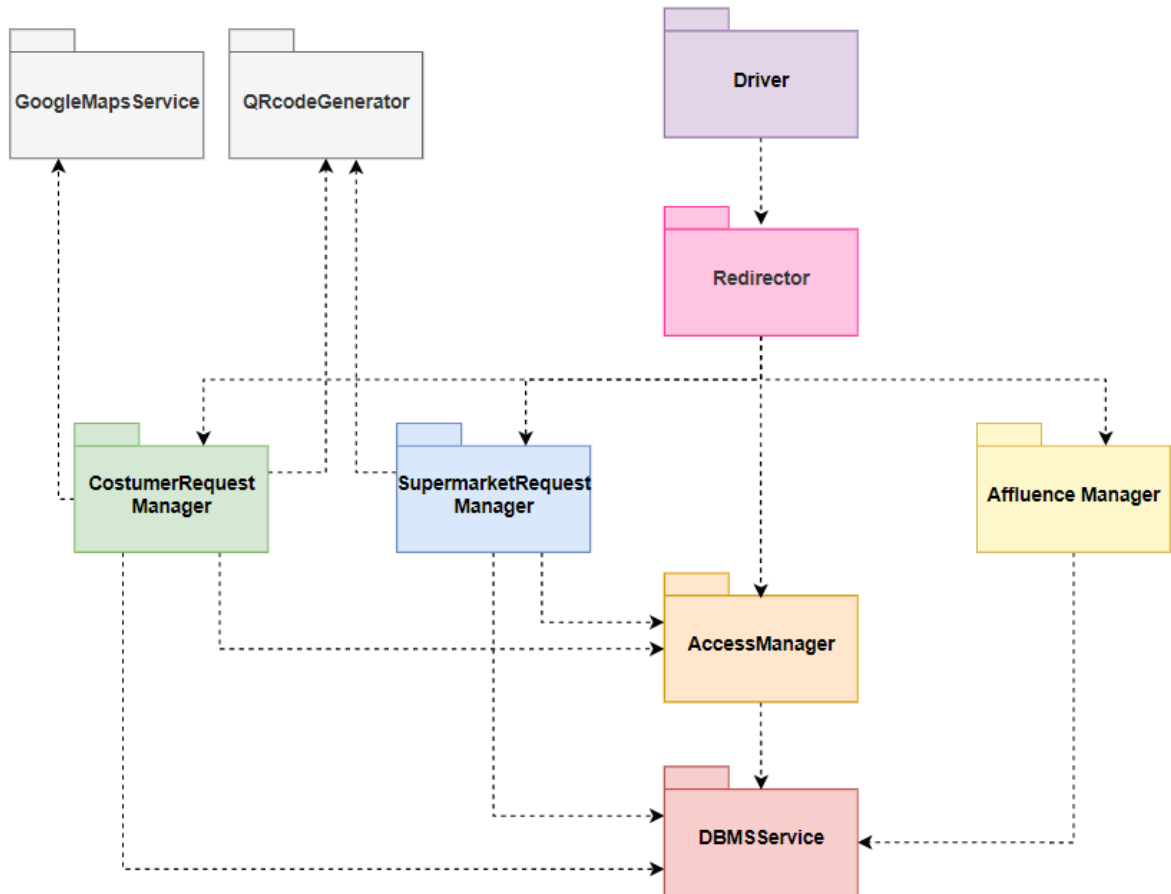 GoogleMapsService
QRcodeGenerator
Driver
Redirector
CostumerRequest
Manager
SupermarketRequest
Manager
Affluence Manager
AccessManager
DBMSService